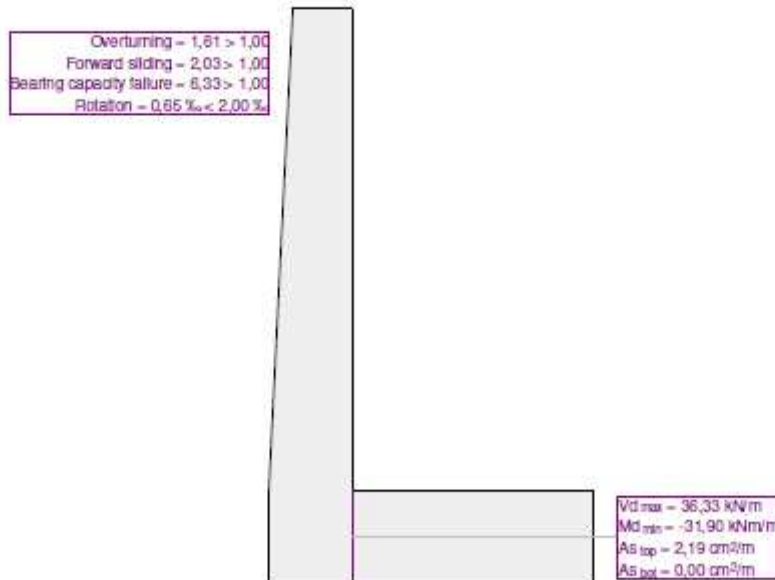 Overturning = 1,61 > 1,00
Forward sliding = 2,03 > 1,00
Bearing capacity failure = 6,33 > 1,00
Rotation = 0,65 ‰ < 2,00 ‰
Vd max = 36,33 kN/m
Md min = -31,90 kNm/m
As top = 2,19 cm²/m
As bot = 0,00 cm²/m